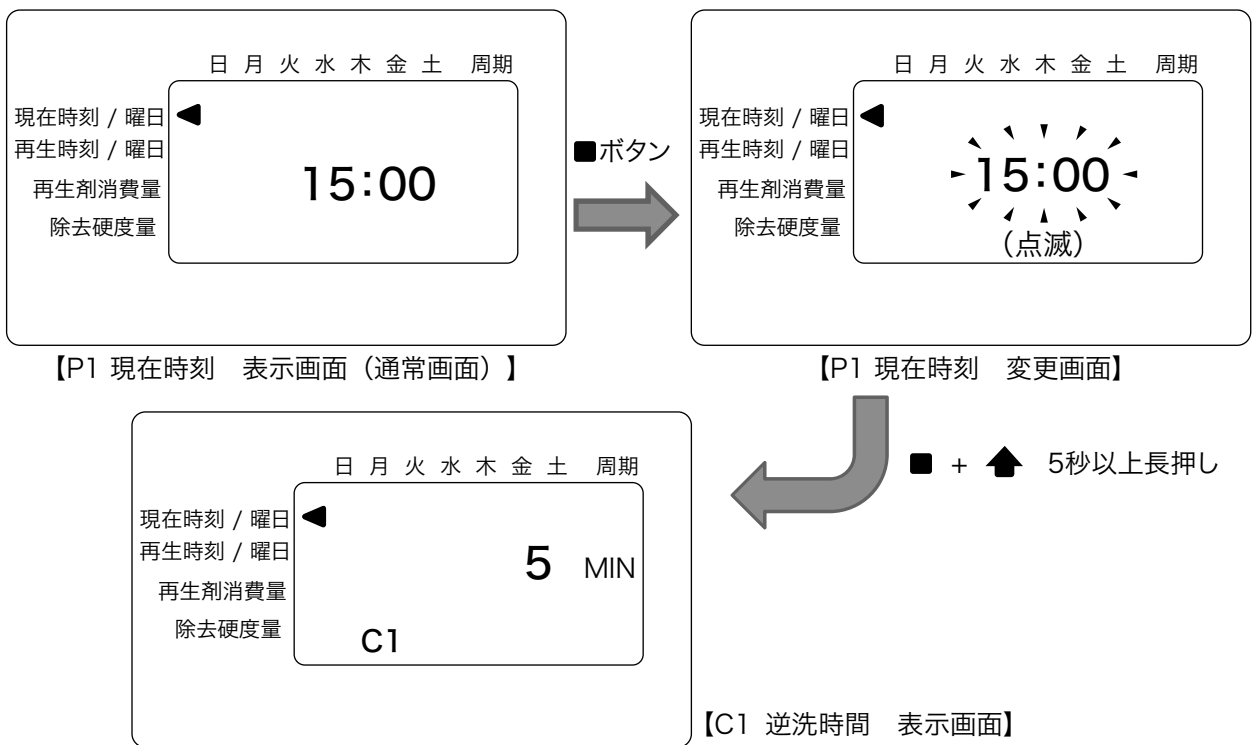 日 月 火 水 木 金 土 周期
現在時刻 / 曜日
再生時刻 / 曜日
再生剤消費量
除去硬度量
15:00
【P1 現在時刻　表示画面（通常画面）】
■ボタン
日 月 火 水 木 金 土 周期
現在時刻 / 曜日
再生時刻 / 曜日
再生剤消費量
除去硬度量
15:00
（点滅）
【P1 現在時刻　変更画面】
■ + ⬆ 5秒以上長押し
日 月 火 水 木 金 土 周期
現在時刻 / 曜日
再生時刻 / 曜日
再生剤消費量
除去硬度量
5 MIN
C1
【C1 逆洗時間　表示画面】